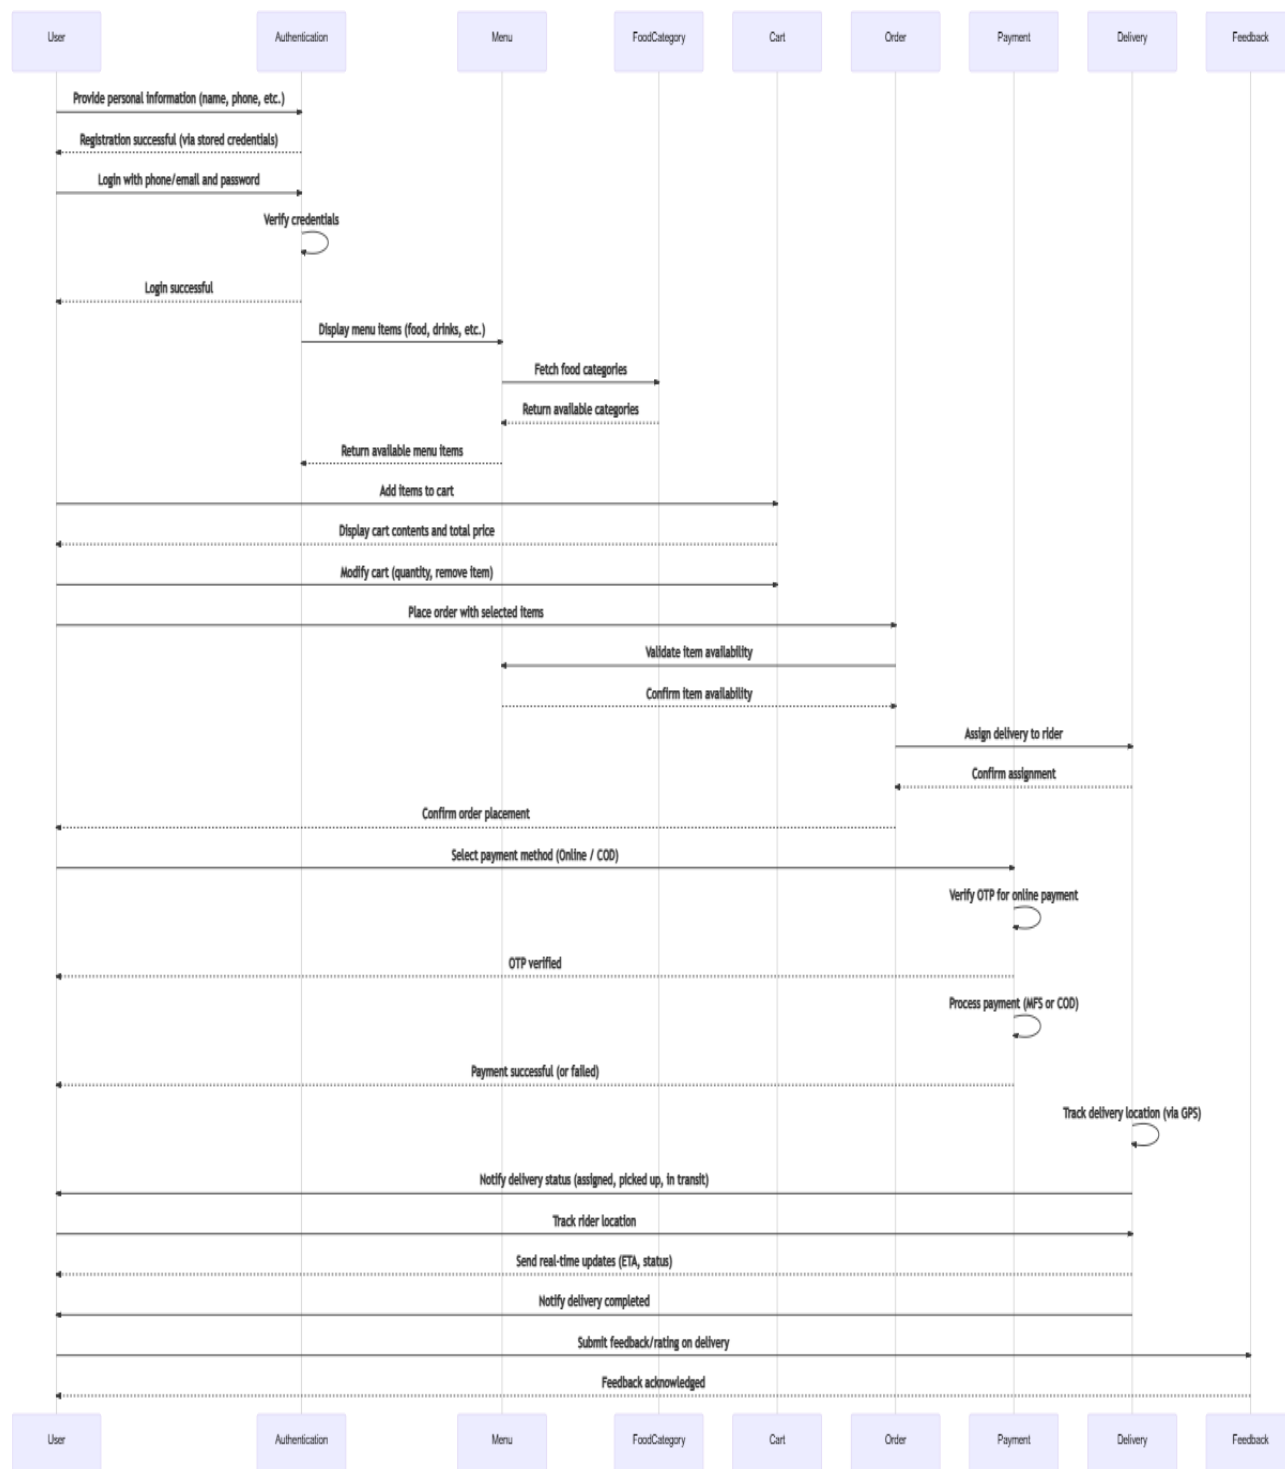 User Authentication Menu FoodCategory Cart Order Payment Delivery Feedback
Provide personal information (name, phone, etc.)
Registration successful (via stored credentials)
Login with phone/email and password
Verify credentials
Login successful
Display menu items (food, drinks, etc.)
Fetch food categories
Return available categories
Return available menu items
Add items to cart
Display cart contents and total price
Modify cart (quantity, remove item)
Place order with selected items
Validate item availability
Confirm item availability
Assign delivery to rider
Confirm assignment
Confirm order placement
Select payment method (Online / COD)
Verify OTP for online payment
OTP verified
Process payment (MFS or COD)
Payment successful (or failed)
Track delivery location (via GPS)
Notify delivery status (assigned, picked up, in transit)
Track rider location
Send real-time updates (ETA, status)
Notify delivery completed
Submit feedback/rating on delivery
Feedback acknowledged
User Authentication Menu FoodCategory Cart Order Payment Delivery Feedback